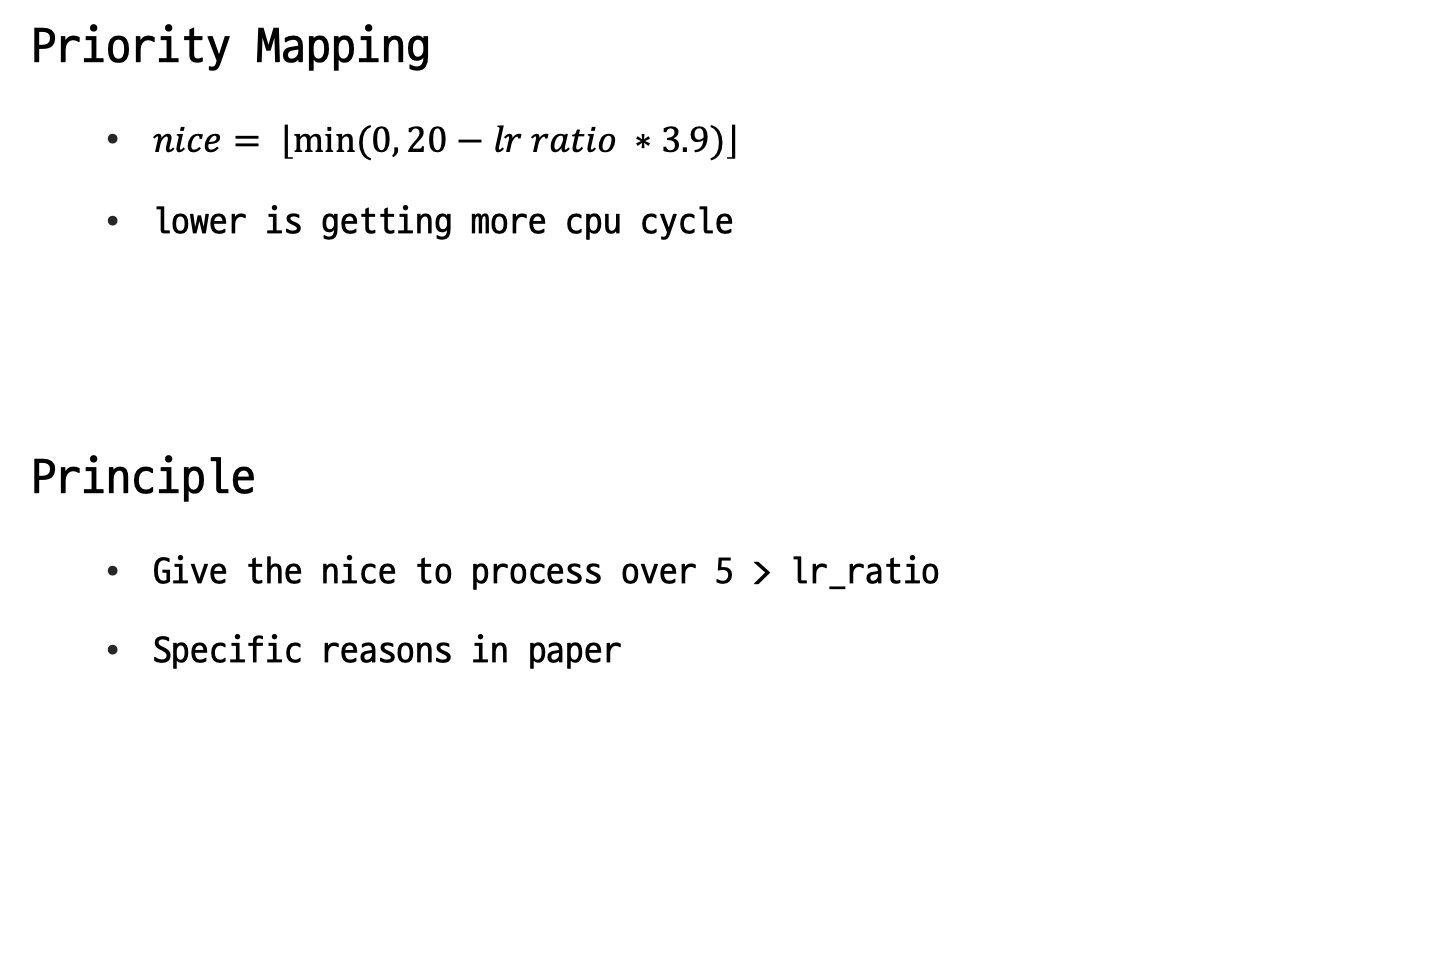 Priority Mapping
• nice = ⌊min(0, 20 − lr ratio ∗ 3.9)⌋
• lower is getting more cpu cycle
Principle
• Give the nice to process over 5 > lr_ratio
• Specific reasons in paper